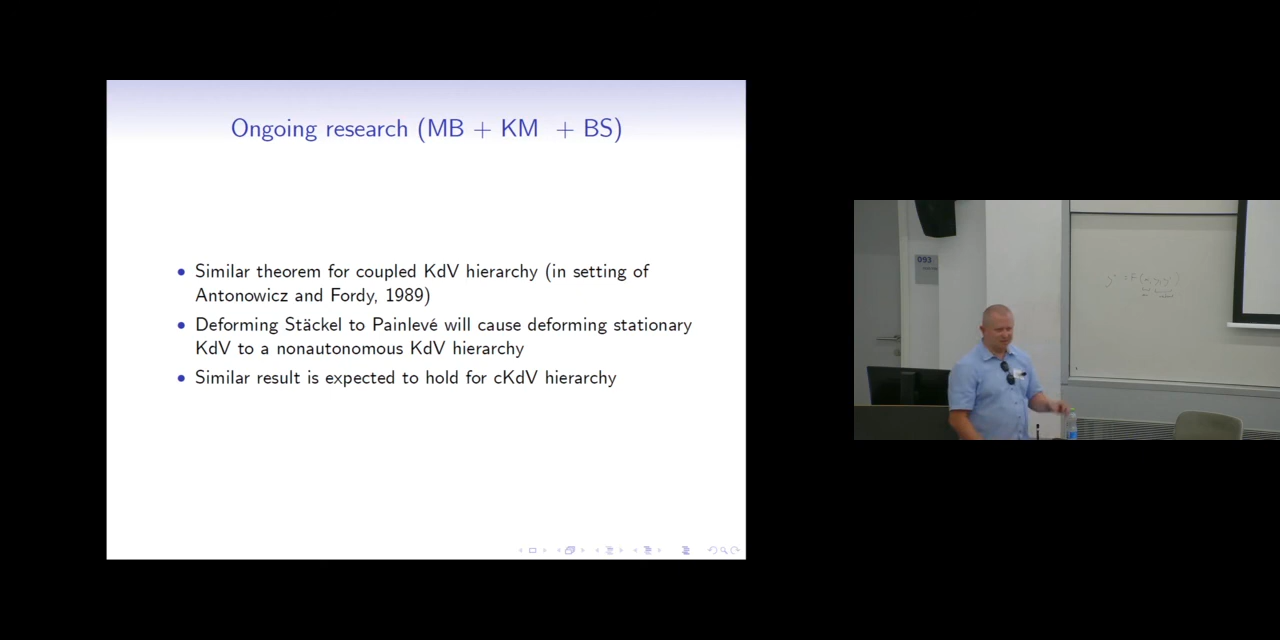 Ongoing research (MB + KM + BS)
• Similar theorem for coupled KdV hierarchy (in setting of
Antonowicz and Fordy, 1989)
• Deforming Stäckel to Painlevé will cause deforming stationary
KdV to a nonautonomous KdV hierarchy
• Similar result is expected to hold for cKdV hierarchy
093